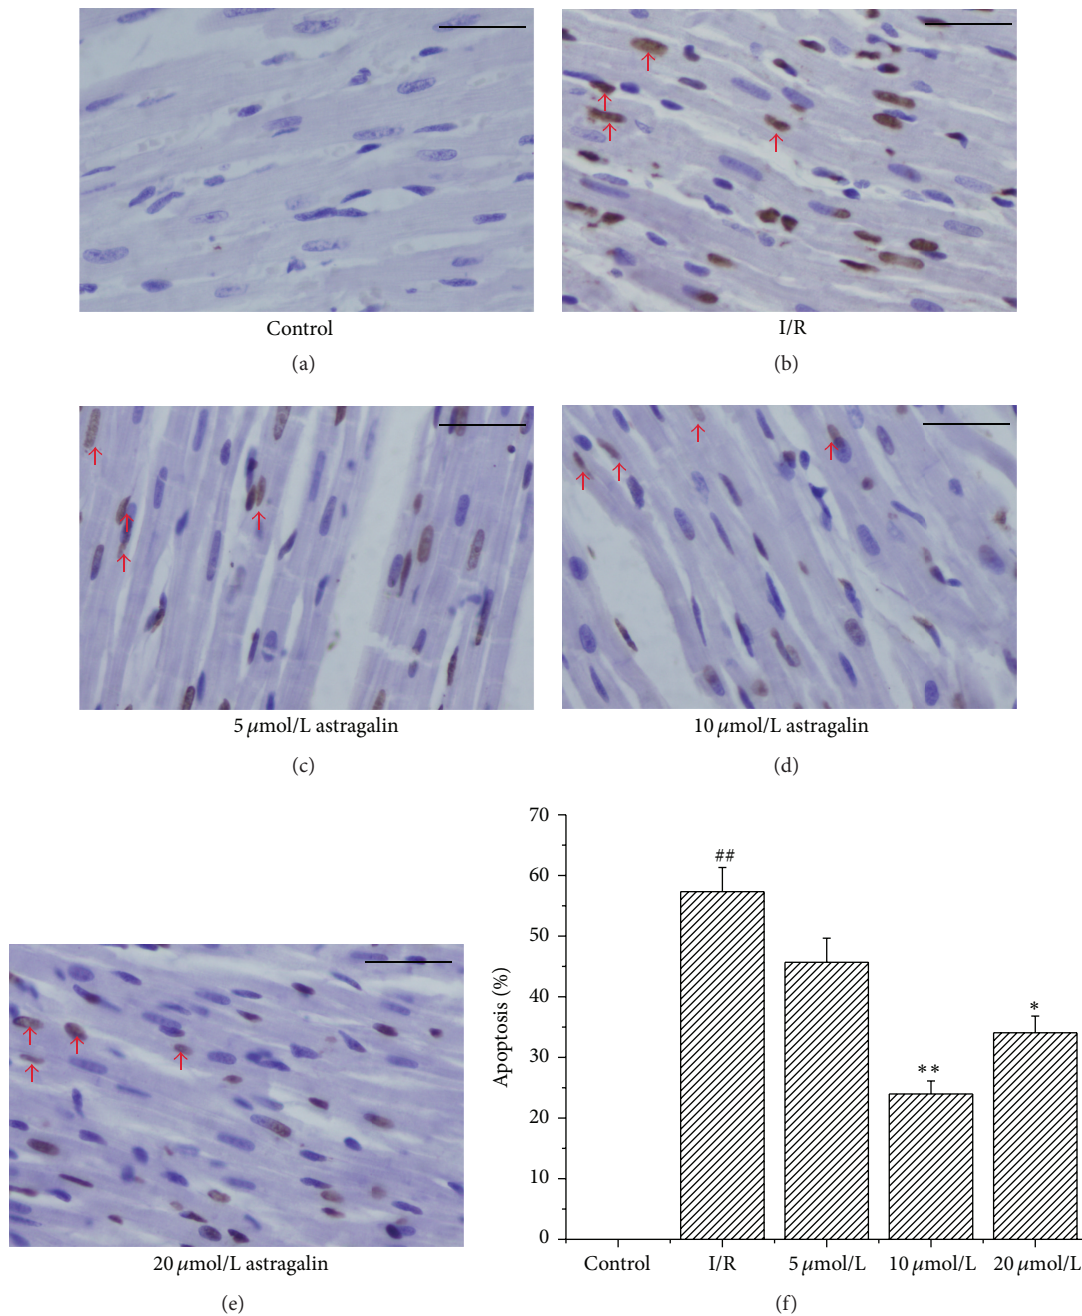 Control
(a)
I/R
(b)
5 μmol/L astragalin
(c)
10 μmol/L astragalin
(d)
20 μmol/L astragalin
(e)
70
60
50
40
30
20
10
0
Apoptosis (%)
##
**
*
Control I/R 5 μmol/L 10 μmol/L 20 μmol/L
(f)